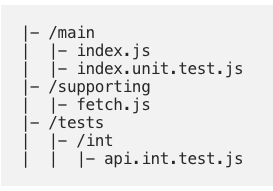 |- /main
|  |- index.js
|  |- index.unit.test.js
|- /supporting
|  |- fetch.js
|- /tests
|  |- /int
|  |  |- api.int.test.js